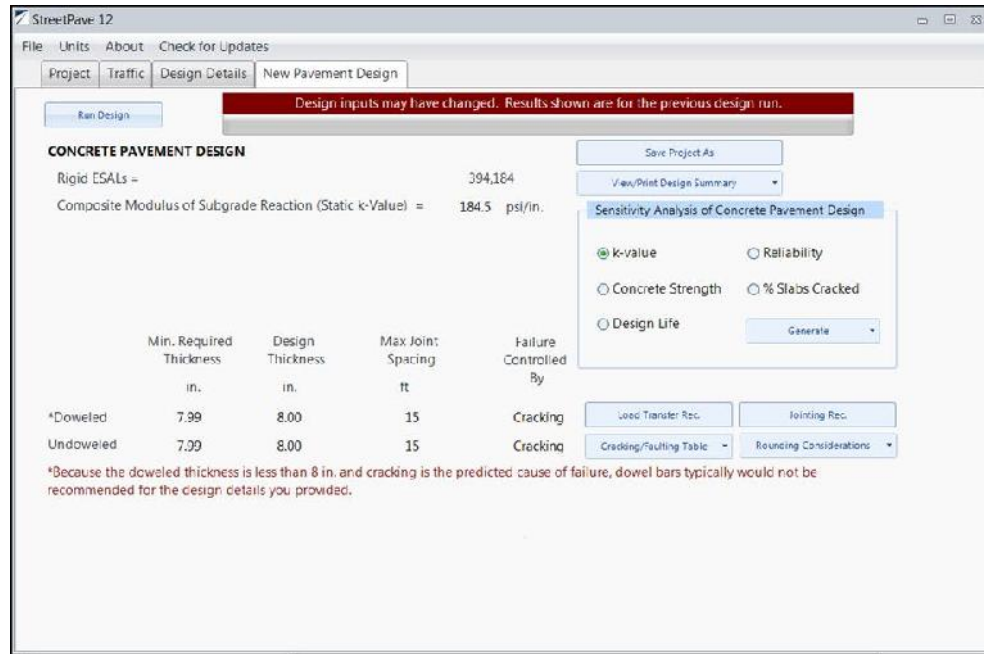 StreetPave 12
File Units About Check for Updates
Project Traffic Design Details New Pavement Design
Run Design
Design inputs may have changed. Results shown are for the previous design run.
CONCRETE PAVEMENT DESIGN
Save Project As
Rigid ESALs = 394,184
View/Print Design Summary
Composite Modulus of Subgrade Reaction (Static k-Value) = 184.5 psi/in.
Sensitivity Analysis of Concrete Pavement Design
k-value Reliability
Concrete Strength % Slabs Cracked
Design Life Generate
Min. Required Design Max Joint Failure
Thickness Thickness Spacing Controlled
By
in. in. ft
*Doweled 7.99 8.00 15 Cracking Load Transfer Rec. Jointing Rec.
Undoweled 7.99 8.00 15 Cracking Cracking/Faulting Table Rounding Considerations
*Because the doweled thickness is less than 8 in. and cracking is the predicted cause of failure, dowel bars typically would not be
recommended for the design details you provided.